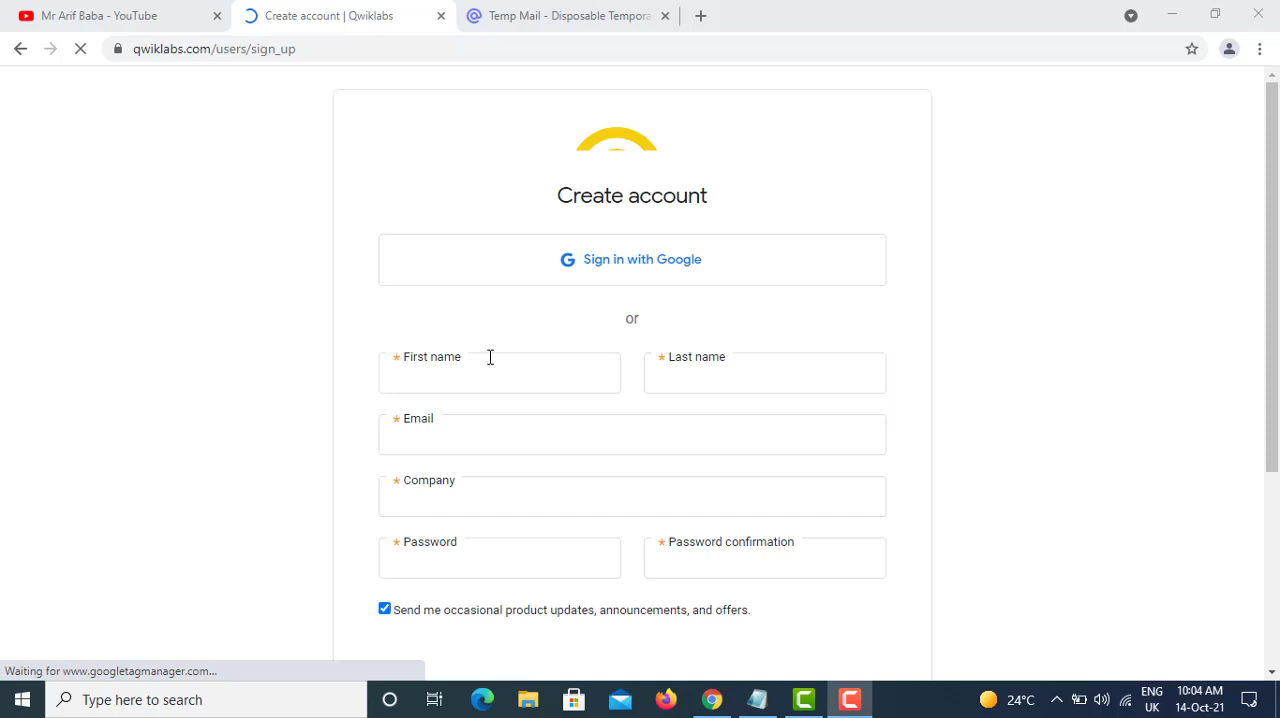 Mr Arif Baba - YouTube
Create account | Qwiklabs
Temp Mail - Disposable Tempora
qwiklabs.com/users/sign_up
Create account
Sign in with Google
or
* First name
* Last name
* Email
* Company
* Password
* Password confirmation
Send me occasional product updates, announcements, and offers.
Waiting for www.googletagmanager.com...
Type here to search
24°C
ENG
UK
10:04 AM
14-Oct-21